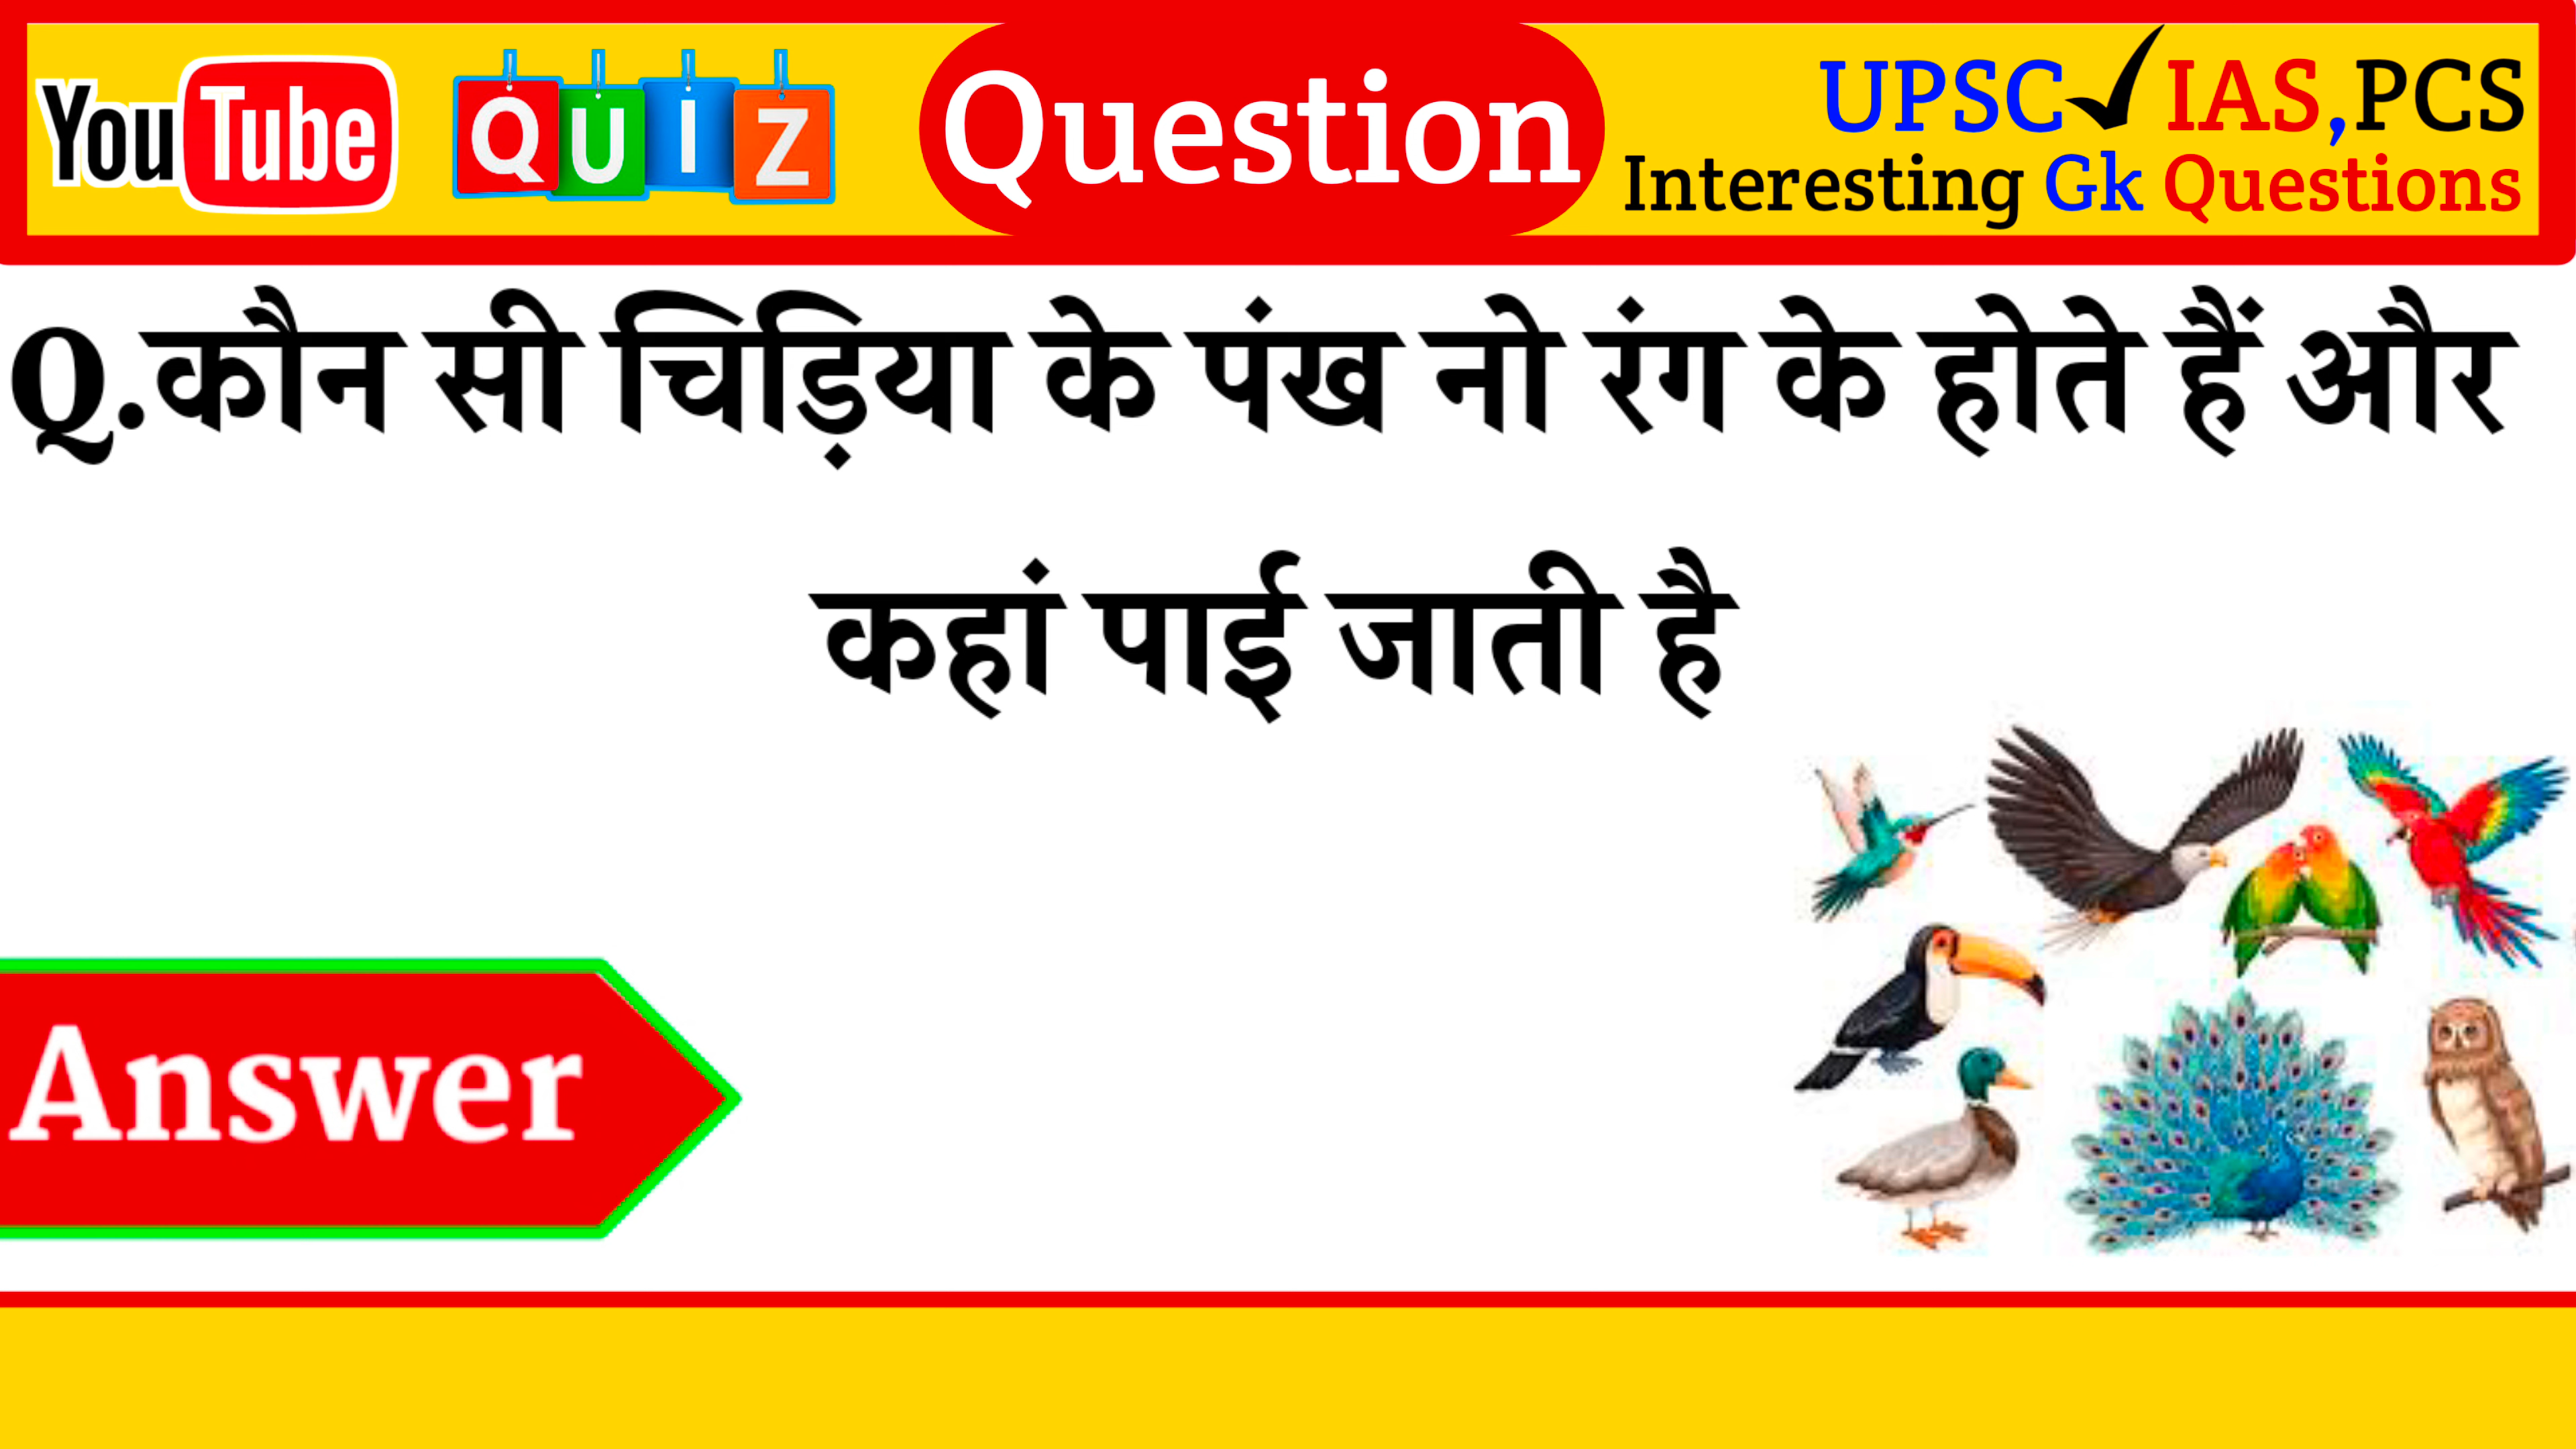 YouTube QUIZ Question UPSC✓IAS,PCS
Interesting Gk Questions
Q.कौन सी चिड़िया के पंख नो रंग के होते हैं और
कहां पाई जाती है
Answer